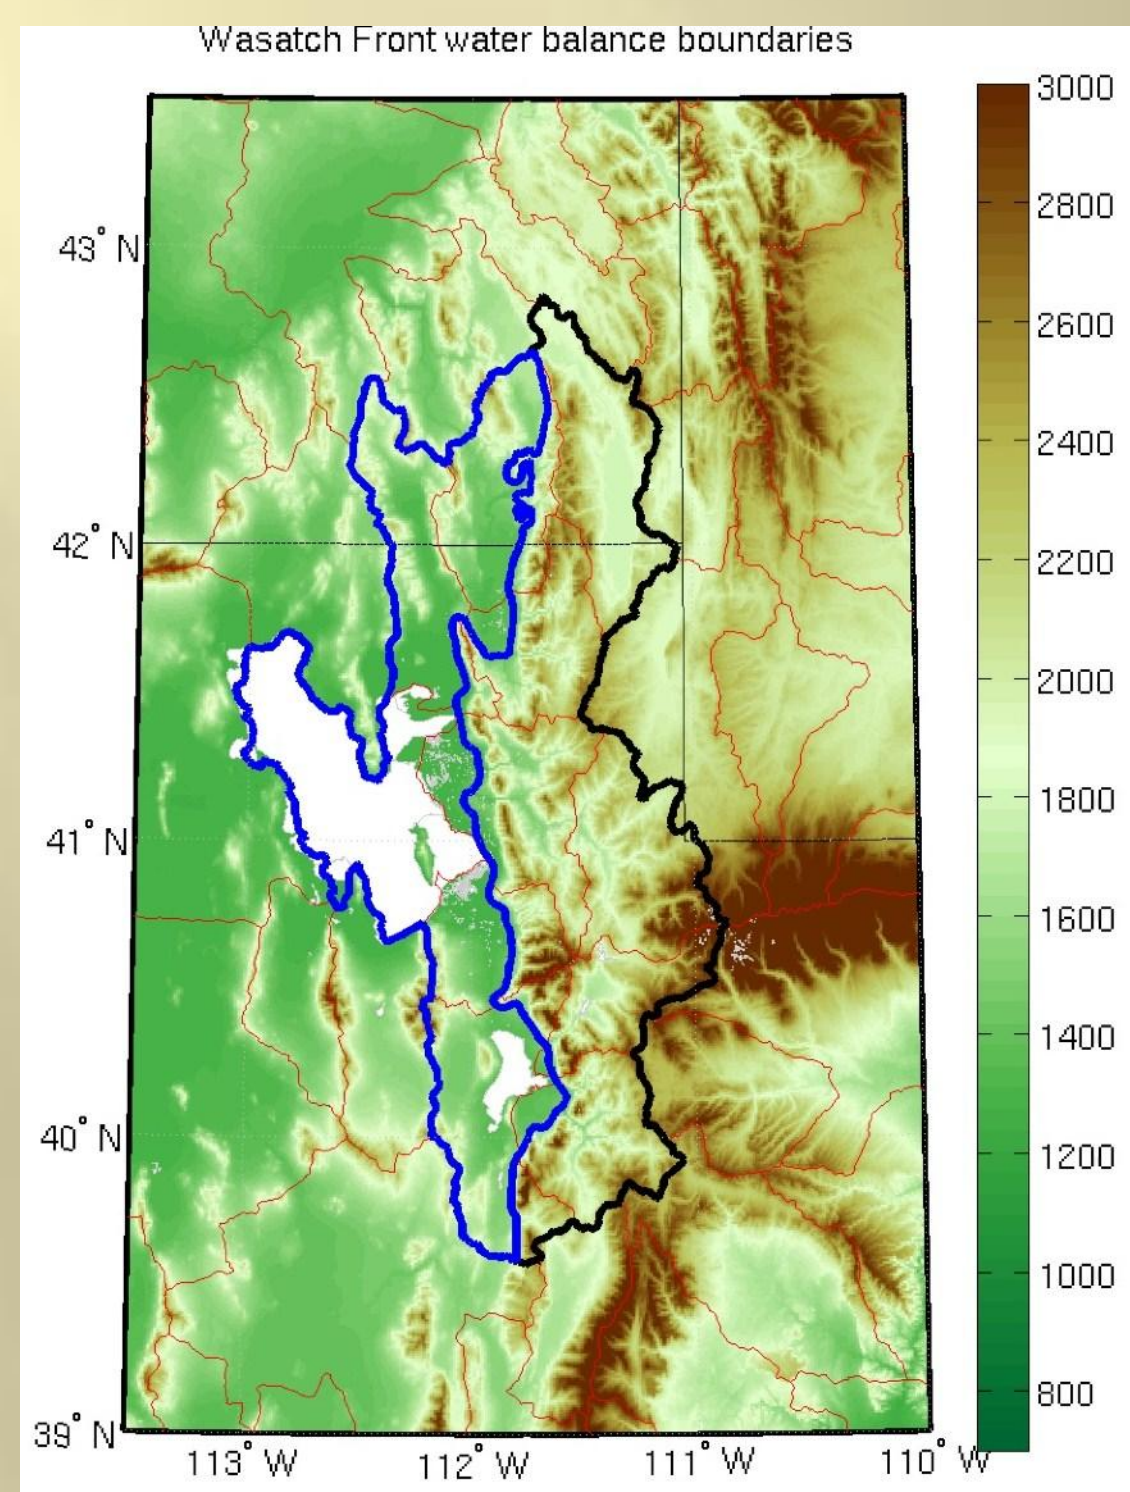 Wasatch Front water balance boundaries
3000
2800
43° N
2600
2400
42° N
2200
2000
1800
41° N
1600
1400
40° N
1200
1000
800
39° N
113° W 112° W 111° W 110° W